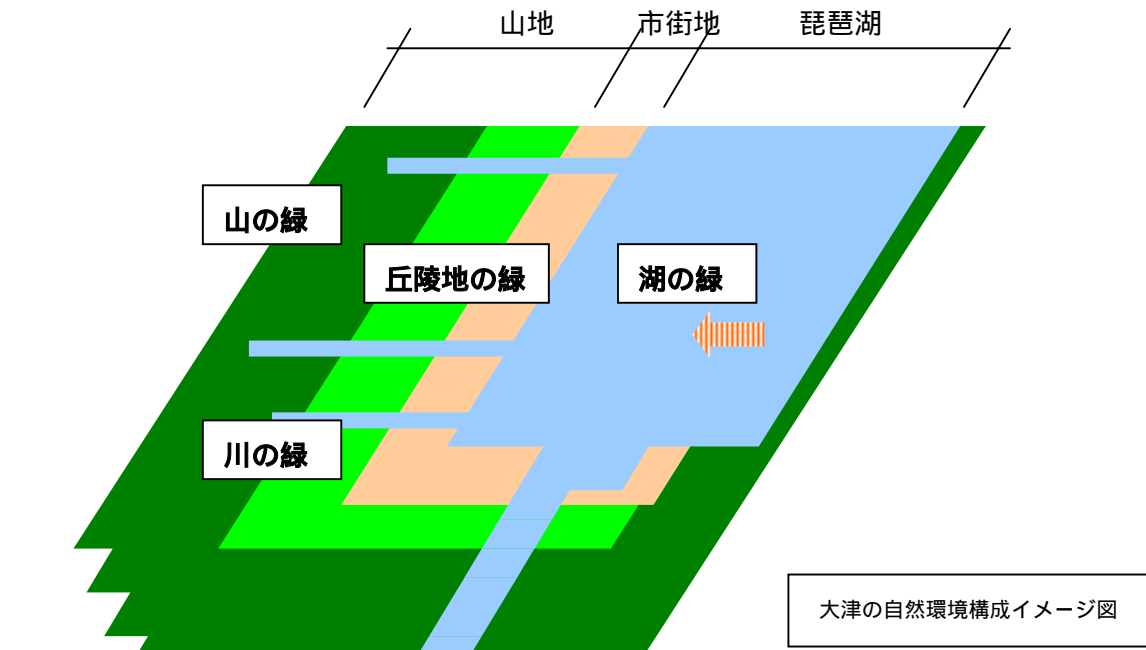 山地
市街地
琵琶湖
山の緑
丘陵地の緑
湖の緑
川の緑
大津の自然環境構成イメージ図